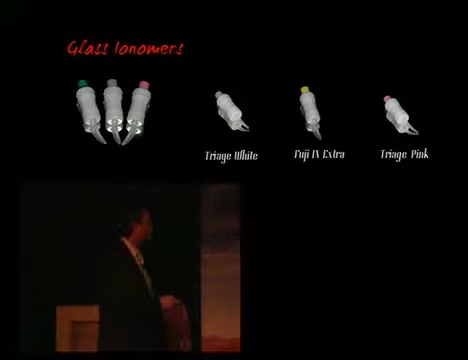 Glass Ionomers
Triage White
Fuji IX Extra
Triage Pink